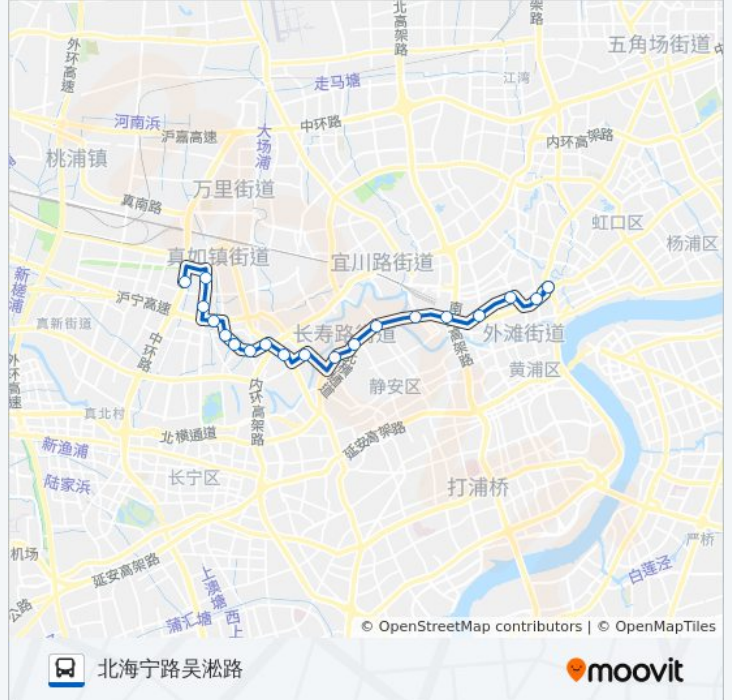 北高架路
架路
五角场街道
外环高速
走马塘
江湾
河南浜
沪嘉高速
大场浦
中环路
内环高架路
桃浦镇
万里街道
真南路
虹口区
杨浦区
真如镇街道
宜川路街道
新槎浦
沪宁高速
真新街道
中环路
长寿路街道
南
高架路
外滩街道
黄浦区
外环高速
静安区
内环高架路
真北村
北横通道
延安高架路
新渔浦
陆家浜
长宁区
打浦桥
机场
延安高架路
严桥
白莲泾
上澳塘
公路
蒲汇塘
西上
© OpenStreetMap contributors | © OpenMapTiles
北海宁路吴淞路
moovit